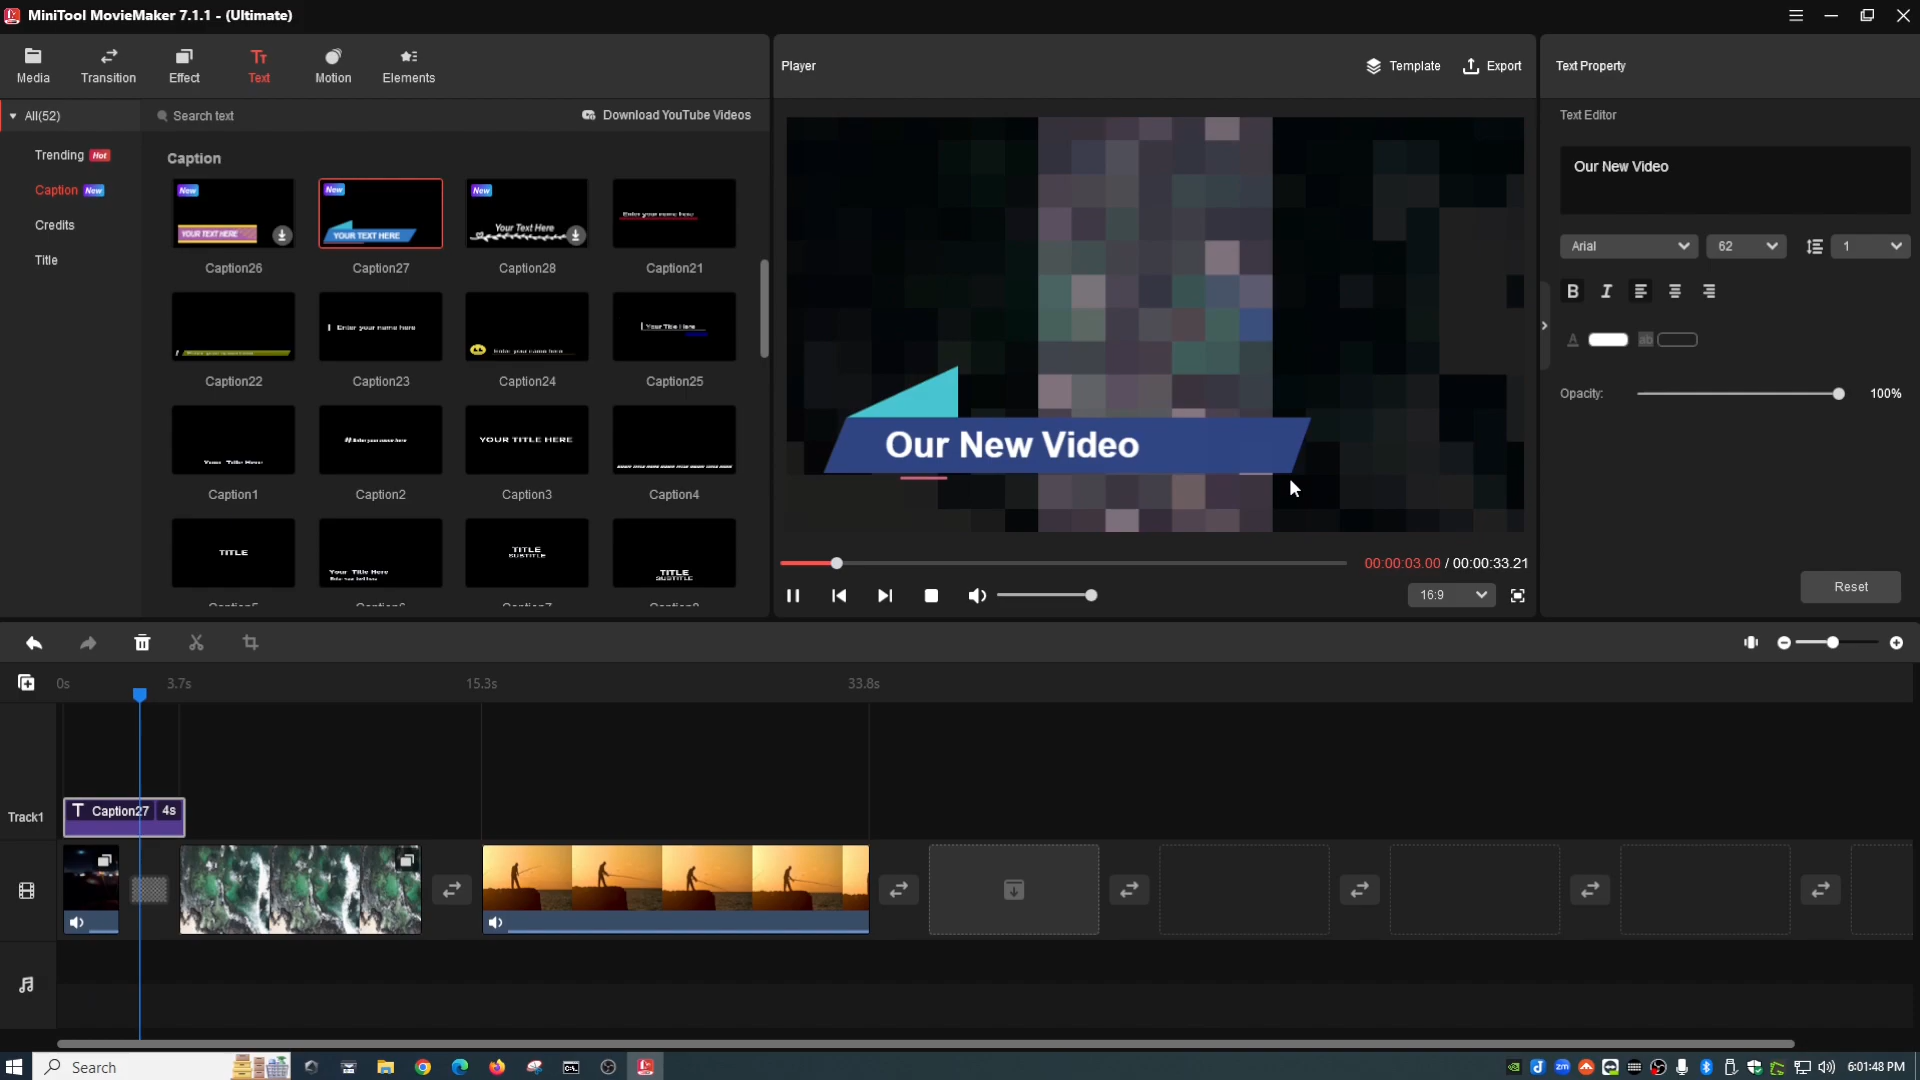 MiniTool MovieMaker 7.1.1 - (Ultimate)
Media
Transition
Effect
Text
Motion
Elements
Player
Template
Export
Text Property
All(52)
Search text
Download YouTube Videos
Text Editor
Trending Hot
Caption New
Credits
Title
Caption
New
YOUR TEXT HERE
New
YOUR TEXT HERE
New
Your Text Here
Enter your name here
Caption26
Caption27
Caption28
Caption21
Enter your name here
Enter your name here
Your Title Here
Caption22
Caption23
Caption24
Caption25
Your Title Here
Enter your name here
YOUR TITLE HERE
Caption1
Caption2
Caption3
Caption4
TITLE
Your Title Here
TITLE
SUBTITLE
TITLE
SUBTITLE
Our New Video
00:00:03.00 / 00:00:33.21
16:9
Our New Video
Arial
62
1
B
I
A
ab
Opacity:
100%
Reset
0s
3.7s
15.3s
33.8s
Track1
T Caption27 4s
Search
zm
6:01:48 PM